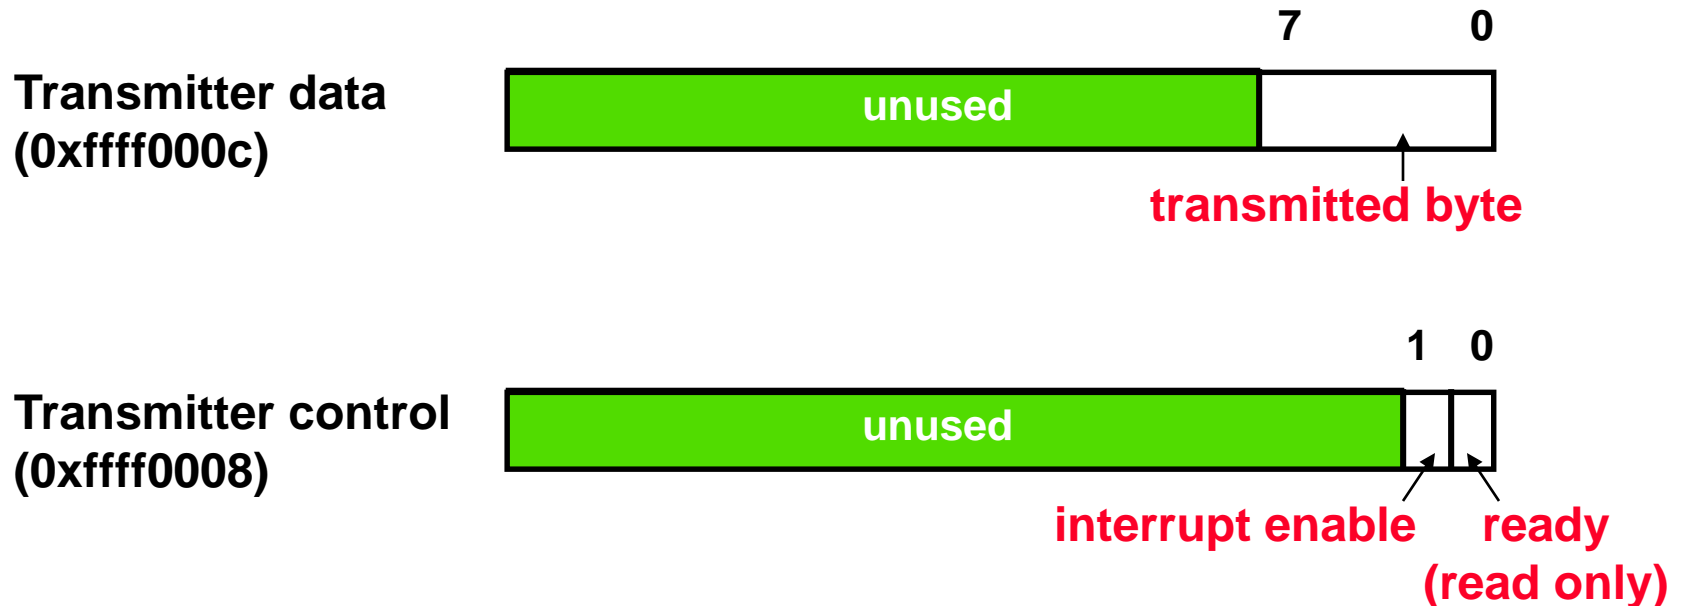 7 0
Transmitter data
(0xffff000c)
unused
transmitted byte
1 0
Transmitter control
(0xffff0008)
unused
interrupt enable
ready
(read only)